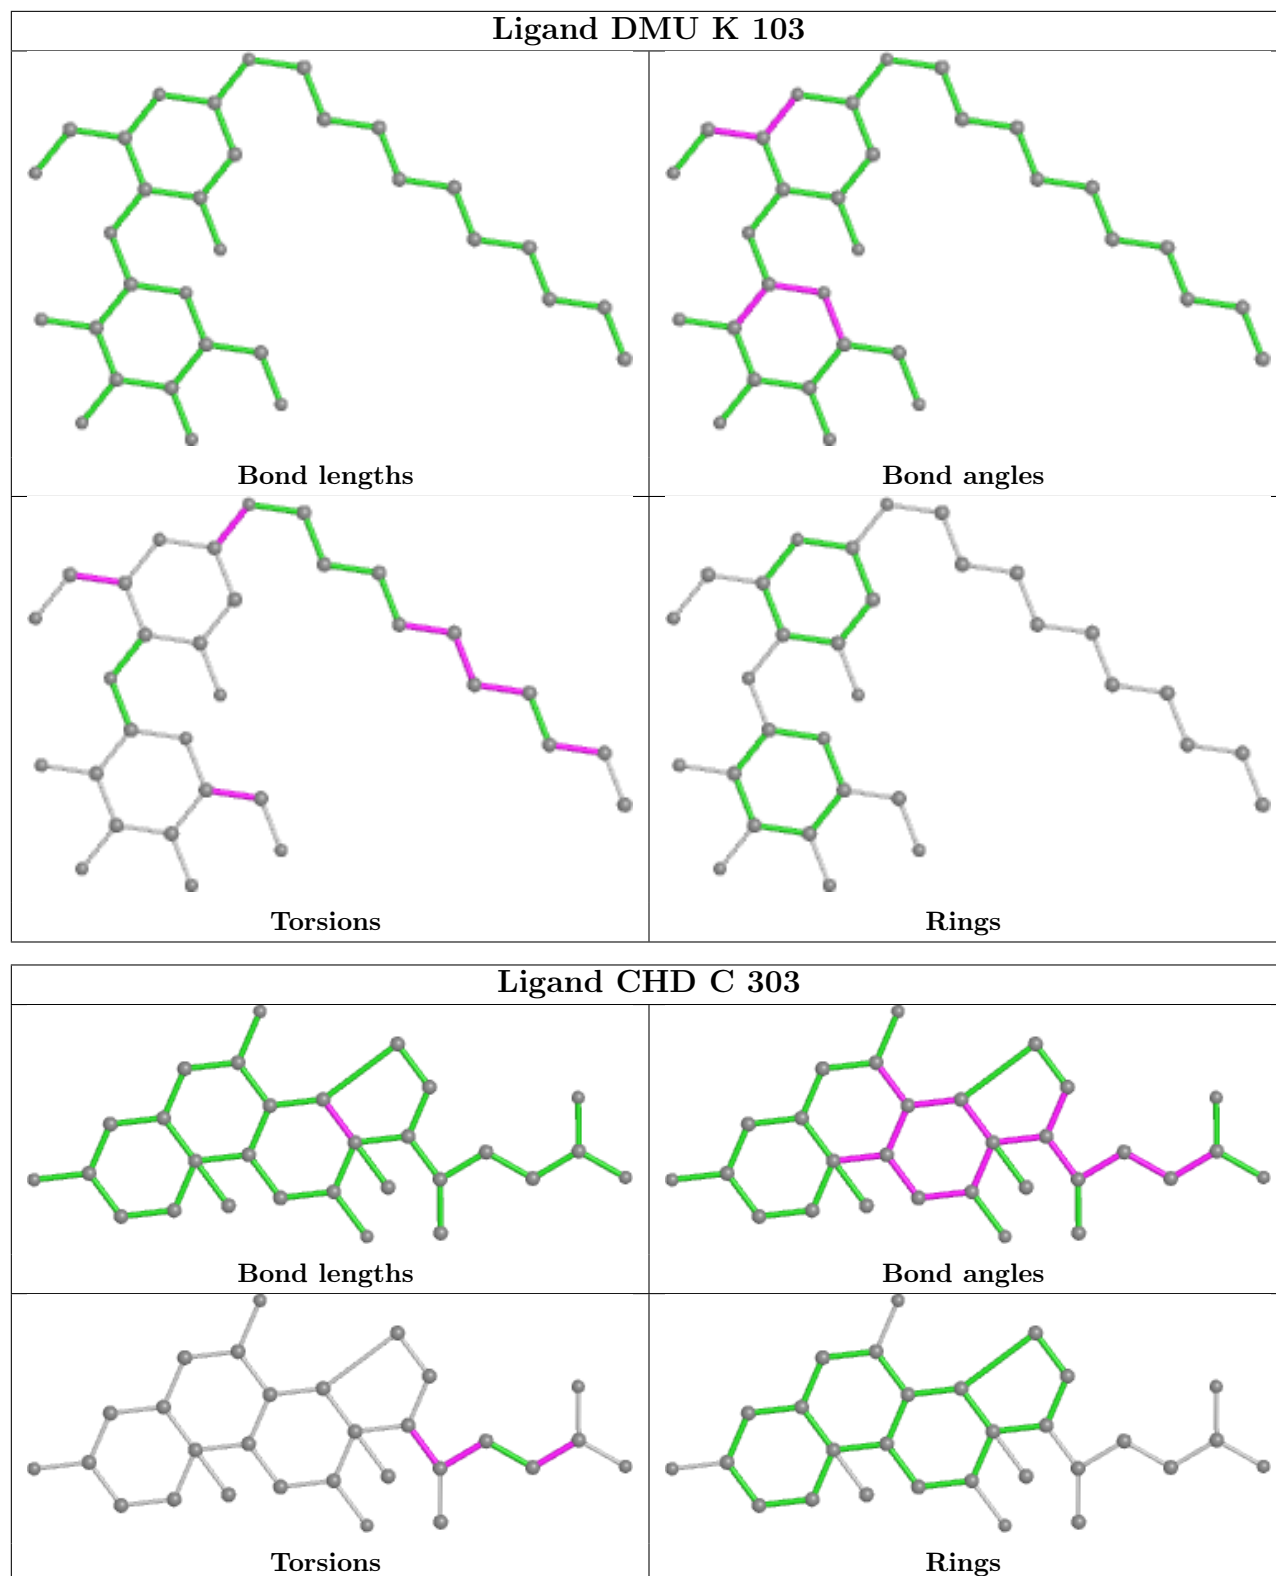 Ligand DMU K 103
Bond lengths
Bond angles
Torsions
Rings
Ligand CHD C 303
Bond lengths
Bond angles
Torsions
Rings